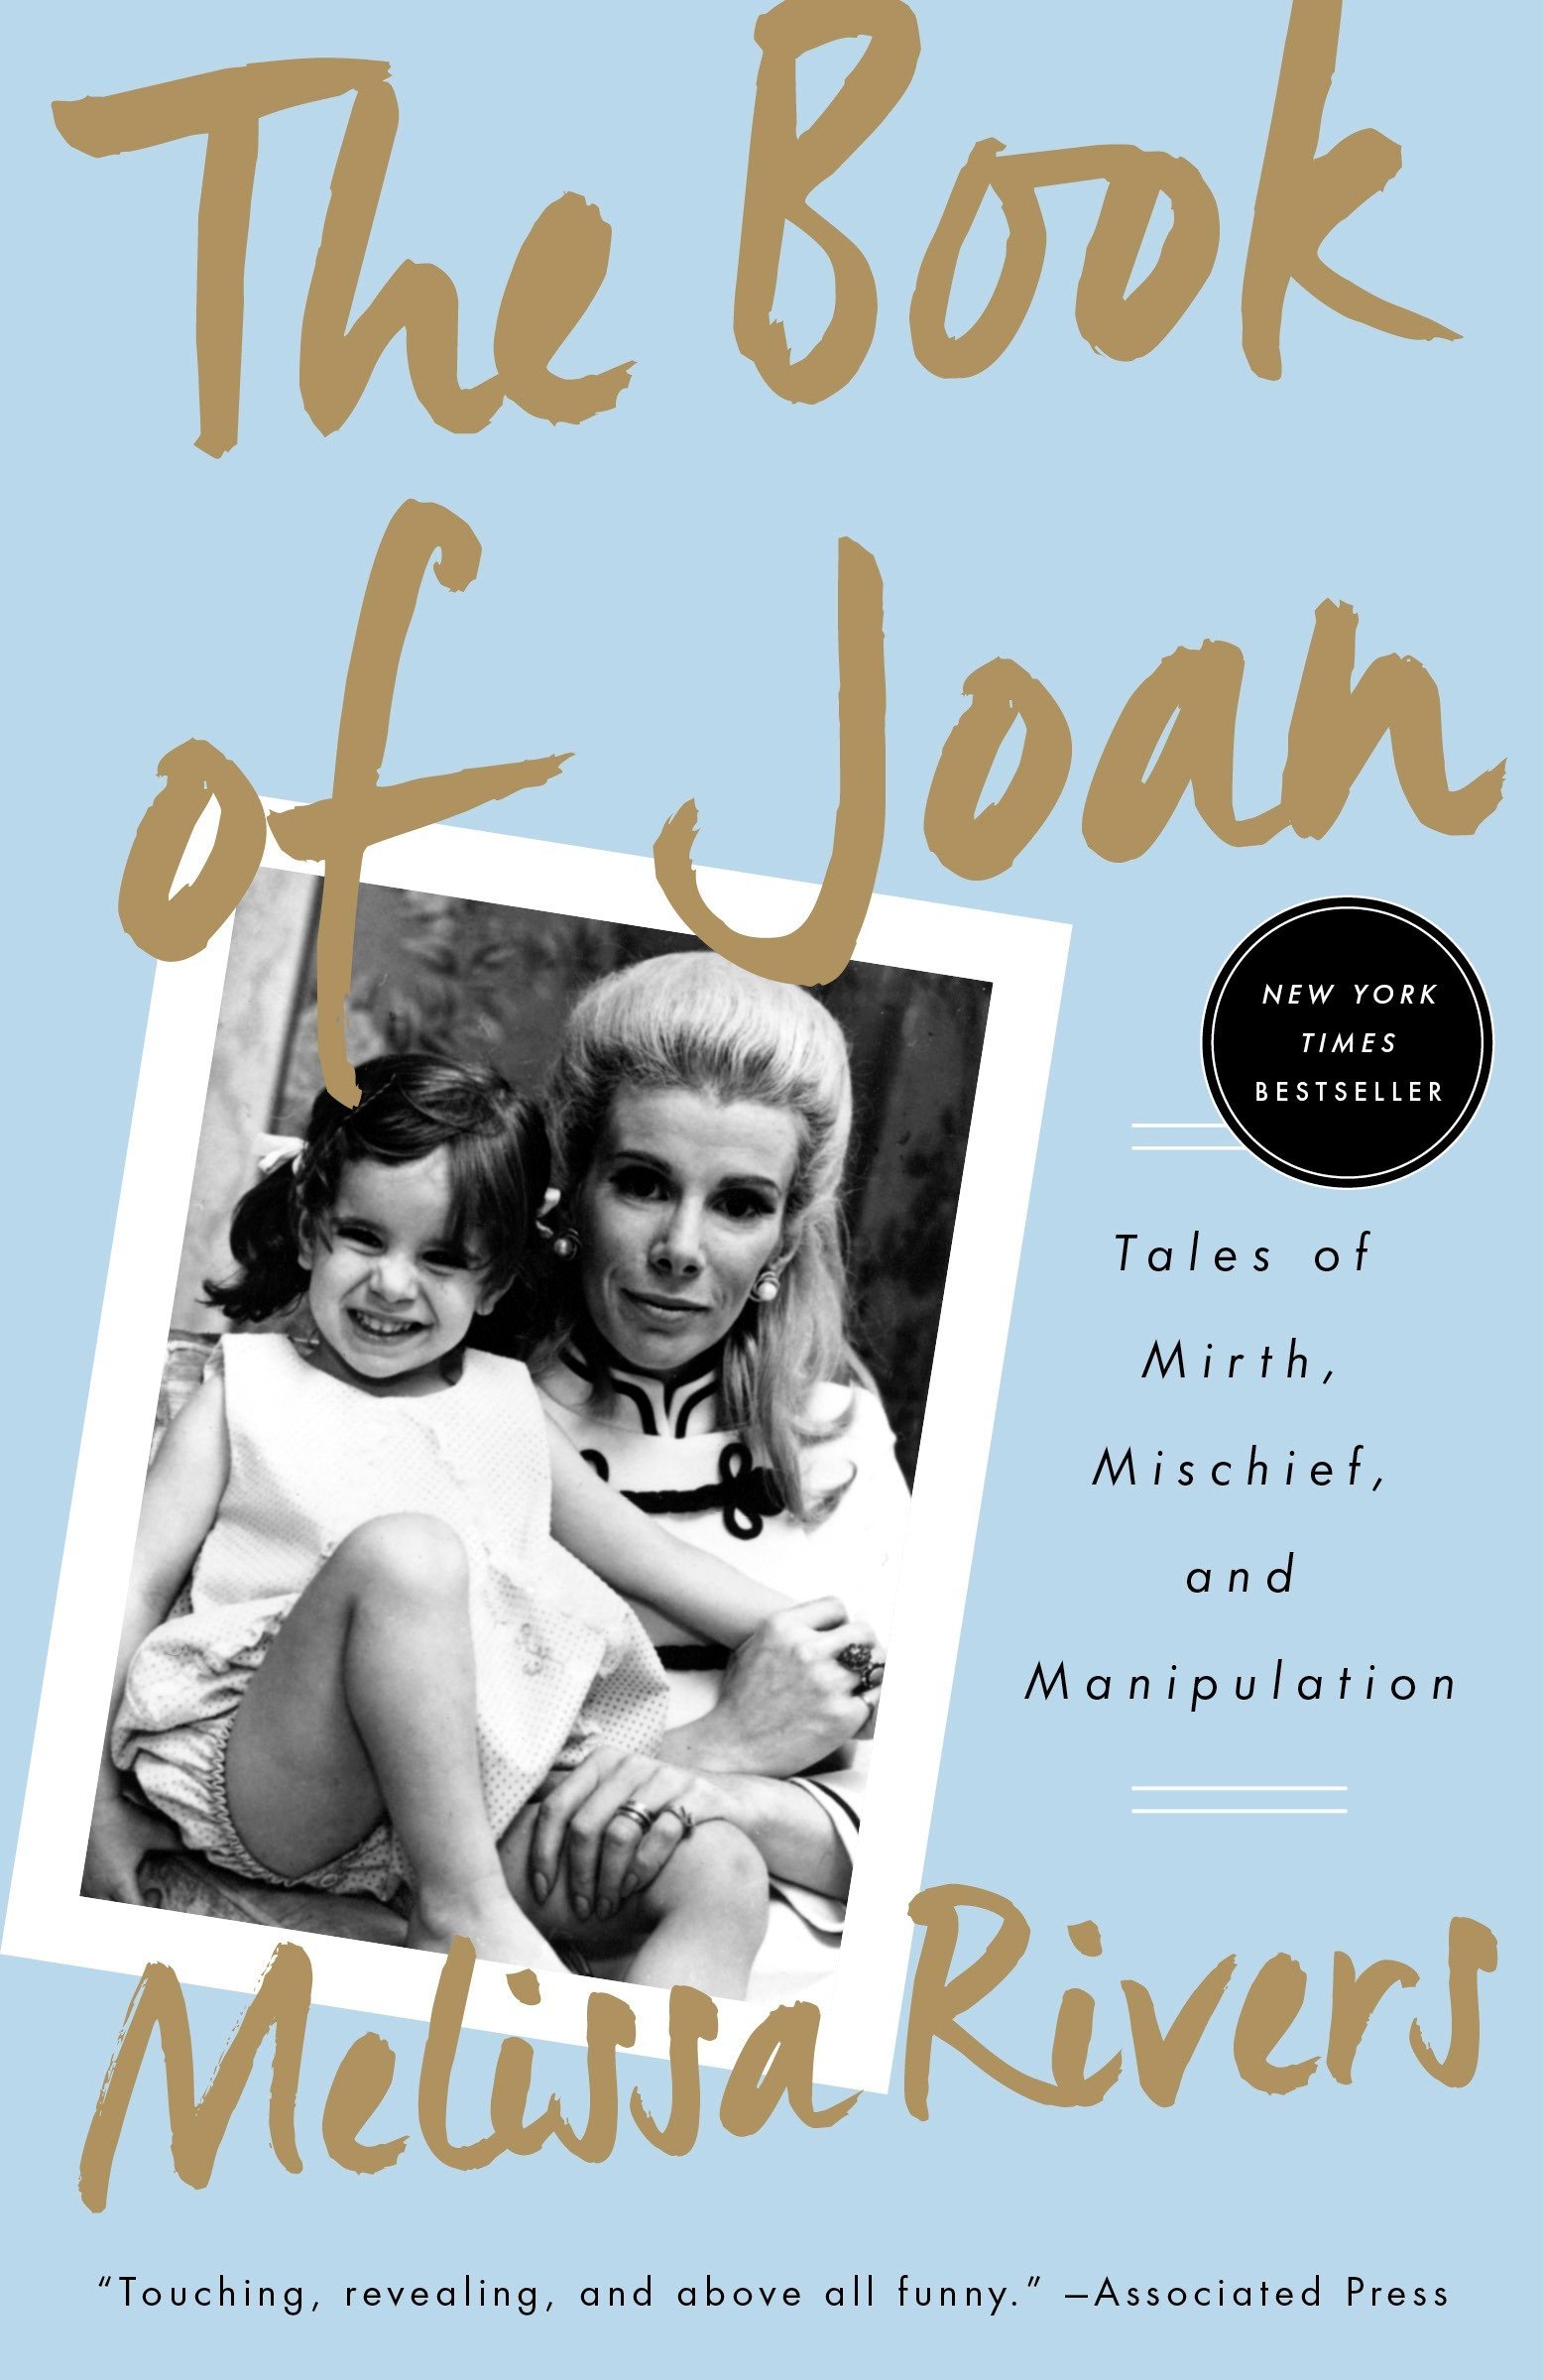 The Book
of Joan
NEW YORK
TIMES
BESTSELLER
Tales of
Mirth,
Mischief,
and
Manipulation
Melissa Rivers
“Touching, revealing, and above all funny.” —Associated Press